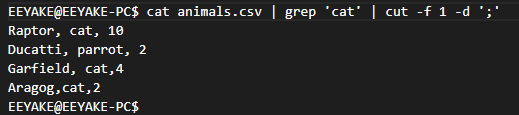 EEYAKE@EEYAKE-PC$ cat animals.csv | grep 'cat' | cut -f 1 -d ';'
Raptor, cat, 10
Ducatti, parrot, 2
Garfield, cat,4
Aragog,cat,2
EEYAKE@EEYAKE-PC$